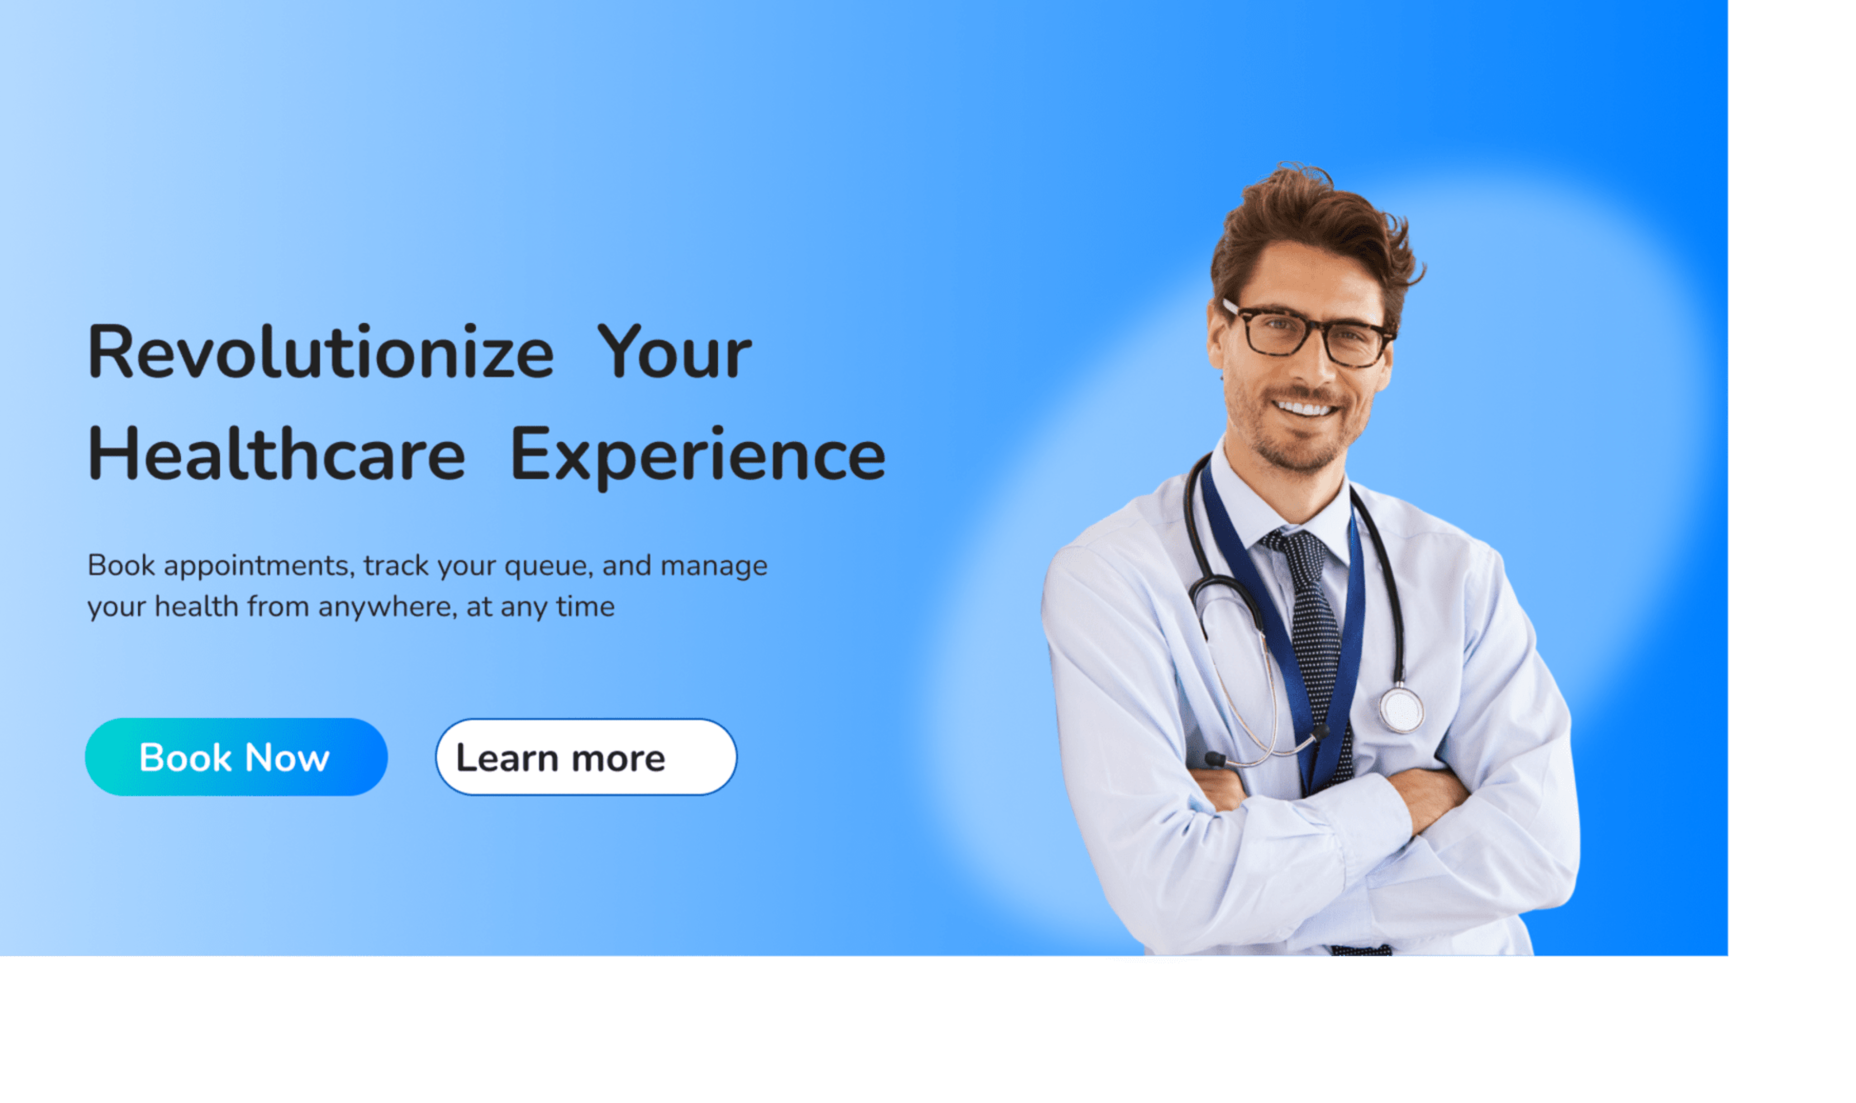 Revolutionize Your
Healthcare Experience
Book appointments, track your queue, and manage
your health from anywhere, at any time
Book Now
Learn more